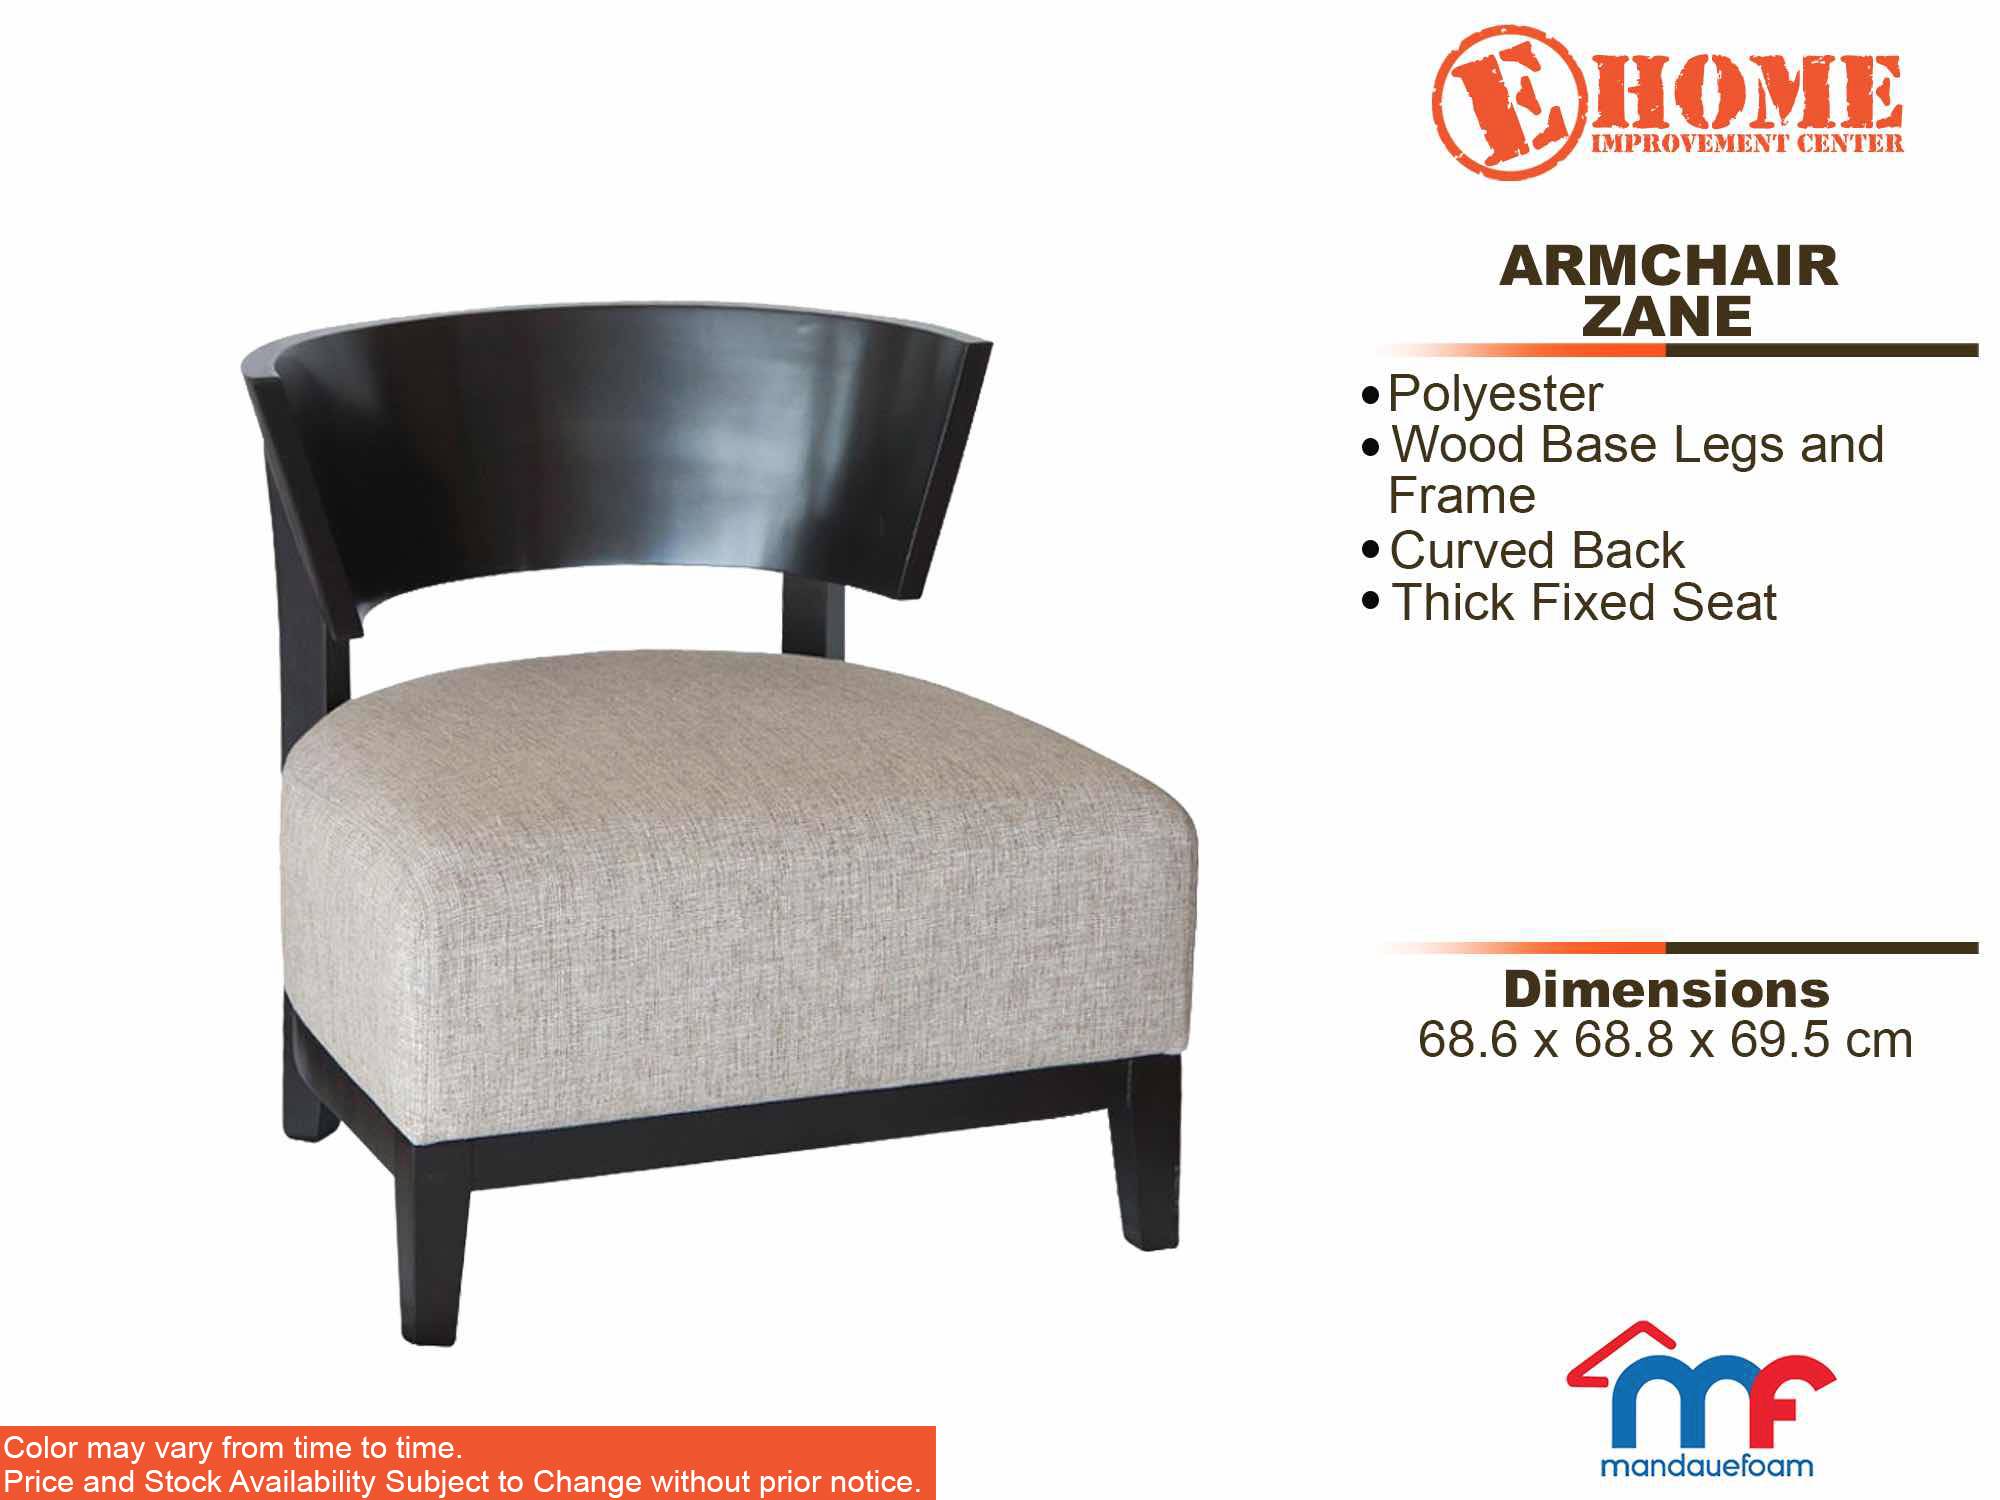 E HOME
IMPROVEMENT CENTER
ARMCHAIR
ZANE
•Polyester
•Wood Base Legs and
Frame
•Curved Back
•Thick Fixed Seat
Dimensions
68.6 x 68.8 x 69.5 cm
mf
mandauefoam
Color may vary from time to time.
Price and Stock Availability Subject to Change without prior notice.